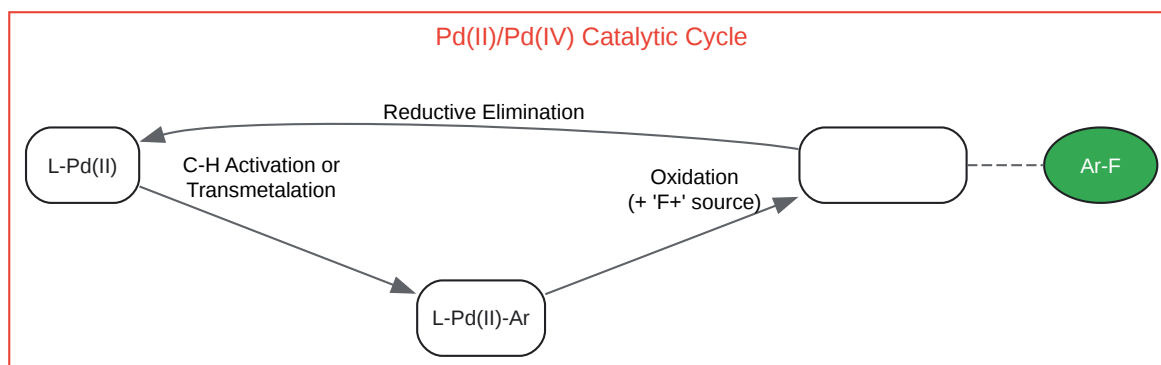 Pd(II)/Pd(IV) Catalytic Cycle
Reductive Elimination
L-Pd(II)
C-H Activation or
Transmetalation
Oxidation
(+ 'F+' source)
Ar-F
L-Pd(II)-Ar